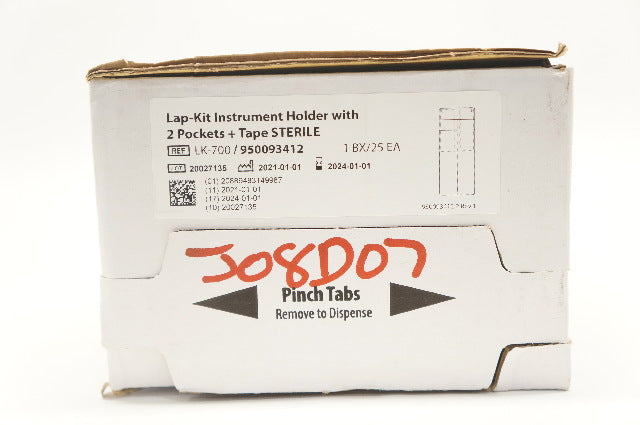 Lap-Kit Instrument Holder with
2 Pockets + Tape STERILE
REF LK-700 / 950093412 1 BX/25 EA
LOT 20027135 2021-01-01 2024-01-01
(01) 20889483149987
(11) 2021-01-01
(17) 2024-01-01
(10) 20027135
J08D07
Pinch Tabs
Remove to Dispense